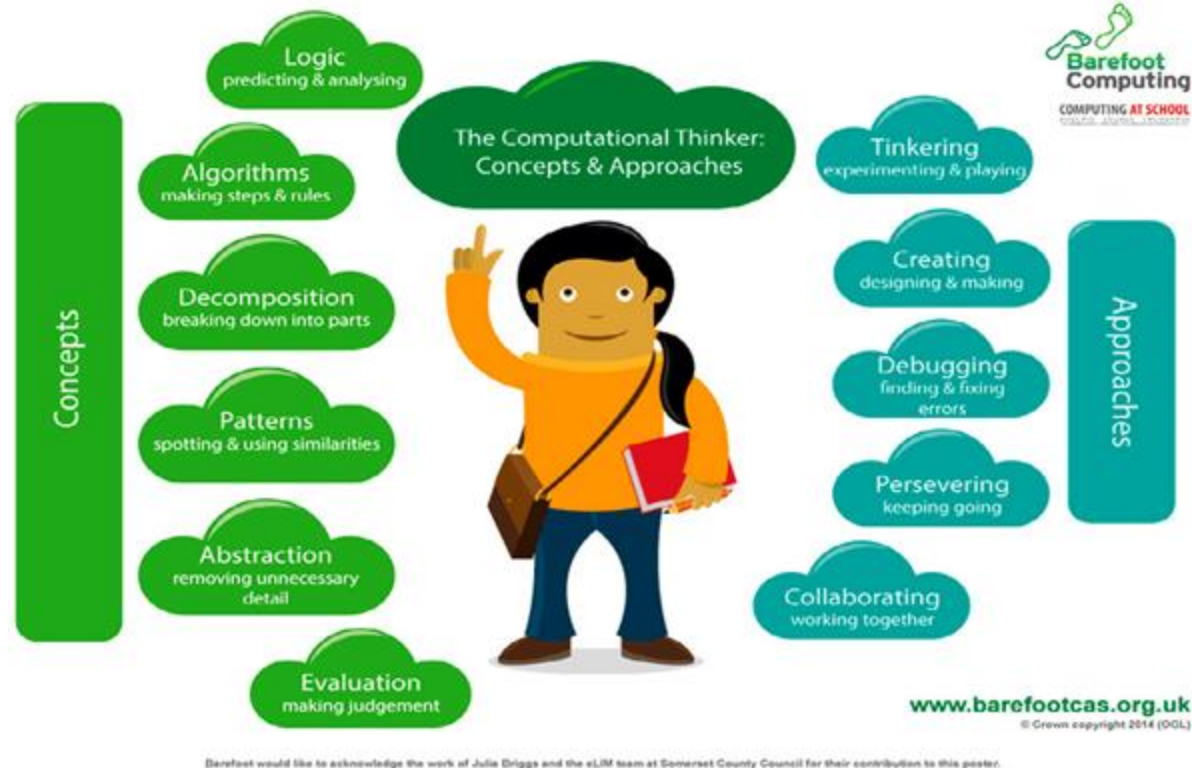 The Computational Thinker:
Concepts & Approaches
Concepts
Logic
predicting & analysing
Algorithms
making steps & rules
Decomposition
breaking down into parts
Patterns
spotting & using similarities
Abstraction
removing unnecessary
detail
Evaluation
making judgement
Barefoot
Computing
COMPUTING AT SCHOOL
Approaches
Tinkering
experimenting & playing
Creating
designing & making
Debugging
finding & fixing
errors
Persevering
keeping going
Collaborating
working together
www.barefootcas.org.uk
© Crown copyright 2014 (OGL)
Barefoot would like to acknowledge the work of Julia Briggs and the eLIM team at Somerset County Council for their contribution to this poster.